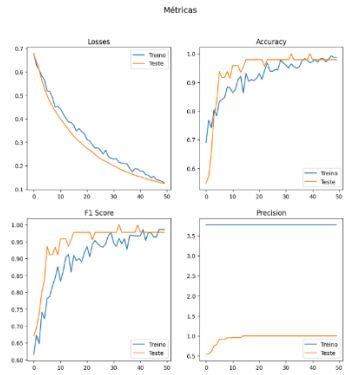 Métricas
Losses
0.7
0.6
0.5
0.4
0.3
0.2
0.1
0 10 20 30 40 50
Treino
Teste
Accuracy
1.0
0.9
0.8
0.7
0.6
0 10 20 30 40 50
Treino
Teste
F1 Score
1.00
0.95
0.90
0.85
0.80
0.75
0.70
0.65
0.60
0 10 20 30 40 50
Treino
Teste
Precision
3.5
3.0
2.5
2.0
1.5
1.0
0.5
0 10 20 30 40 50
Treino
Teste